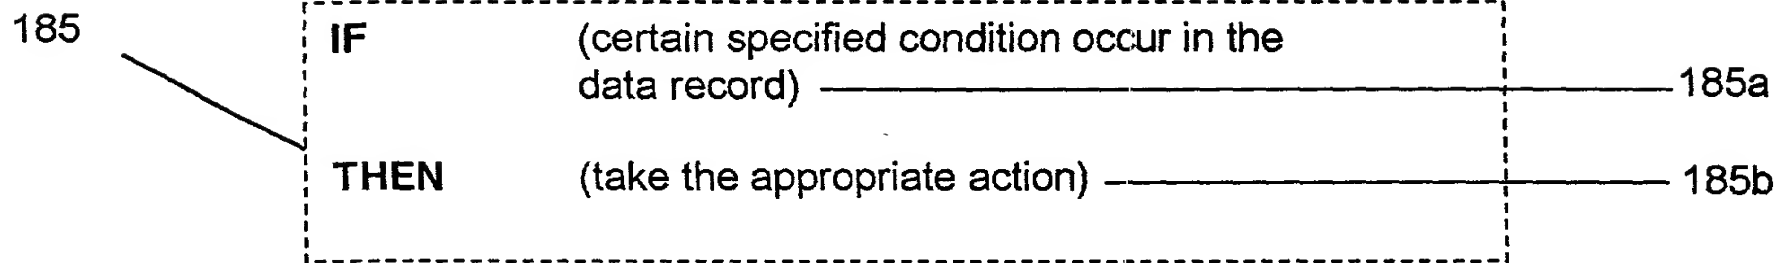 185
IF (certain specified condition occur in the
data record) 185a
THEN (take the appropriate action) 185b